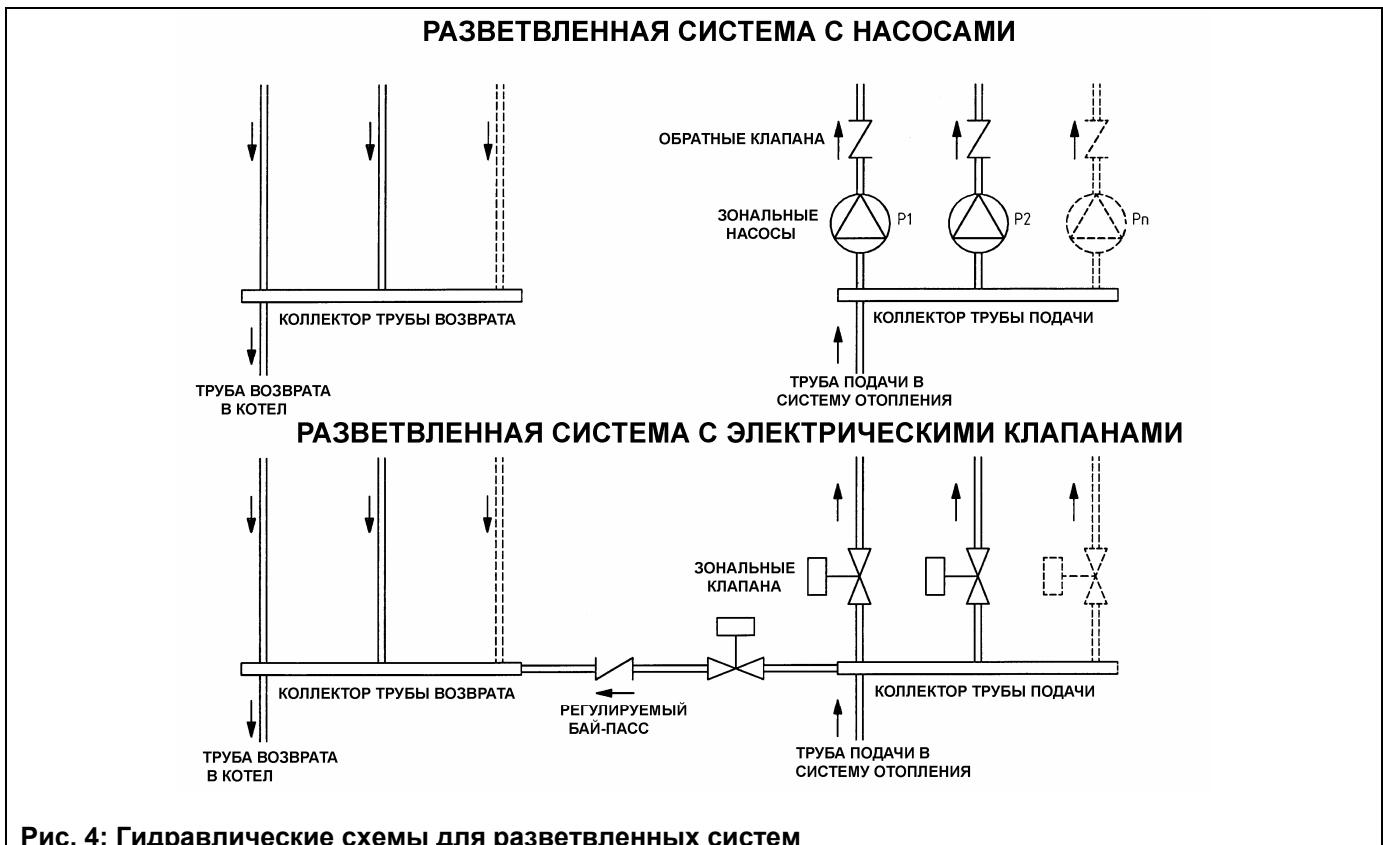 РАЗВЕТВЛЕННАЯ СИСТЕМА С НАСОСАМИ
ОБРАТНЫЕ КЛАПАНА
ЗОНАЛЬНЫЕ
НАСОСЫ
P1
P2
Pn
КОЛЛЕКТОР ТРУБЫ ВОЗВРАТА
КОЛЛЕКТОР ТРУБЫ ПОДАЧИ
ТРУБА ВОЗВРАТА
В КОТЕЛ
ТРУБА ПОДАЧИ В
СИСТЕМУ ОТОПЛЕНИЯ
РАЗВЕТВЛЕННАЯ СИСТЕМА С ЭЛЕКТРИЧЕСКИМИ КЛАПАНАМИ
ЗОНАЛЬНЫЕ
КЛАПАНА
КОЛЛЕКТОР ТРУБЫ ВОЗВРАТА
РЕГУЛИРУЕМЫЙ
БАЙ-ПАСС
КОЛЛЕКТОР ТРУБЫ ПОДАЧИ
ТРУБА ВОЗВРАТА
В КОТЕЛ
ТРУБА ПОДАЧИ В
СИСТЕМУ ОТОПЛЕНИЯ
Рис. 4: Гидравлические схемы для разветвленных систем